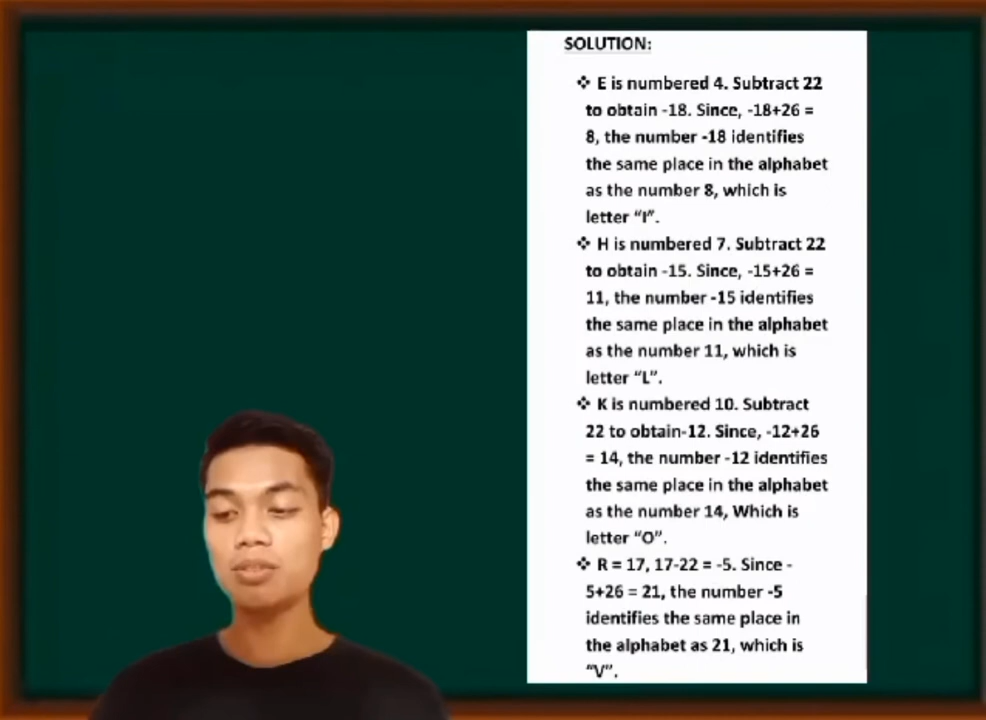 SOLUTION:
❖ E is numbered 4. Subtract 22
to obtain -18. Since, -18+26 =
8, the number -18 identifies
the same place in the alphabet
as the number 8, which is
letter “I”.
❖ H is numbered 7. Subtract 22
to obtain -15. Since, -15+26 =
11, the number -15 identifies
the same place in the alphabet
as the number 11, which is
letter “L”.
❖ K is numbered 10. Subtract
22 to obtain-12. Since, -12+26
= 14, the number -12 identifies
the same place in the alphabet
as the number 14, Which is
letter “O”.
❖ R = 17, 17-22 = -5. Since -
5+26 = 21, the number -5
identifies the same place in
the alphabet as 21, which is
“V”.